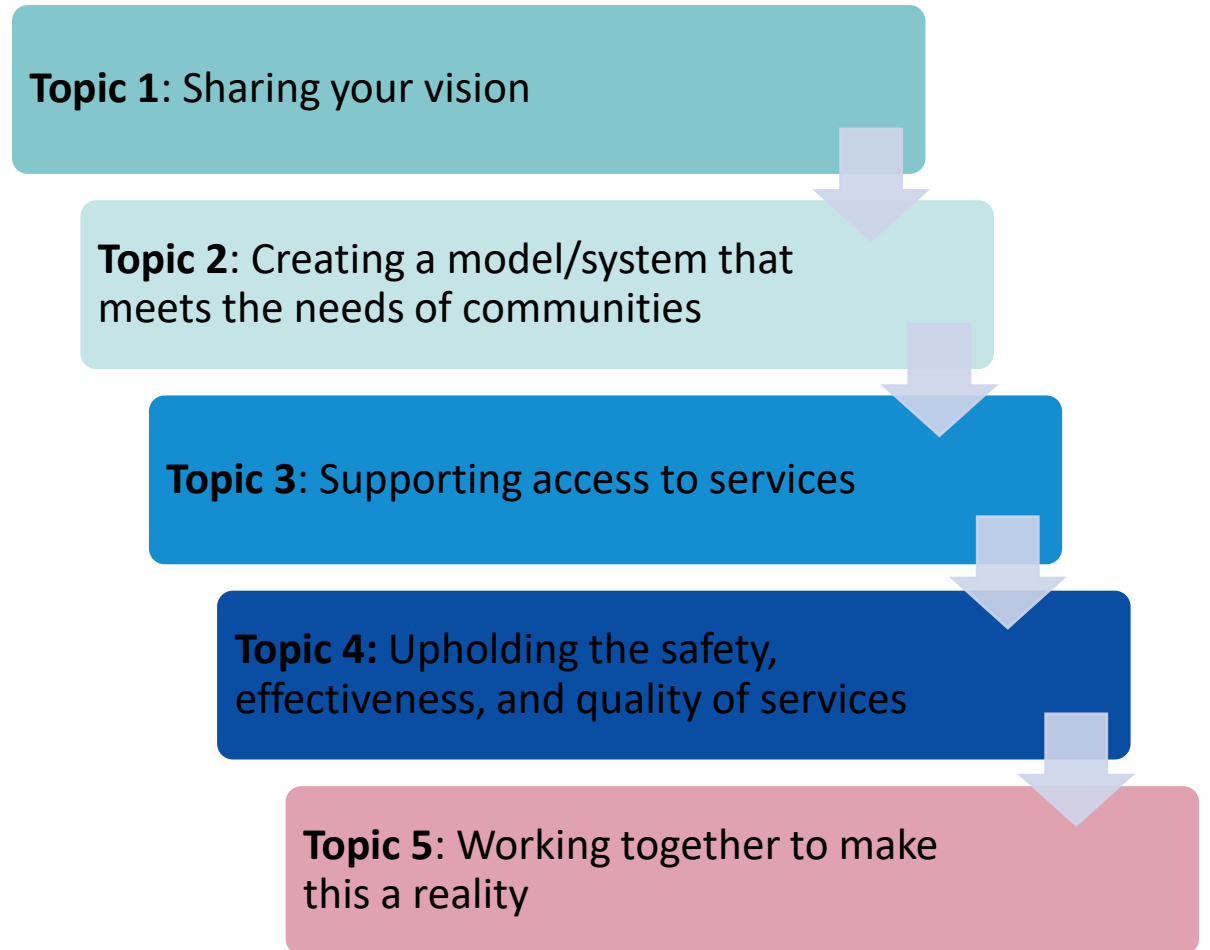 Topic 1: Sharing your vision
Topic 2: Creating a model/system that
meets the needs of communities
Topic 3: Supporting access to services
Topic 4: Upholding the safety,
effectiveness, and quality of services
Topic 5: Working together to make
this a reality